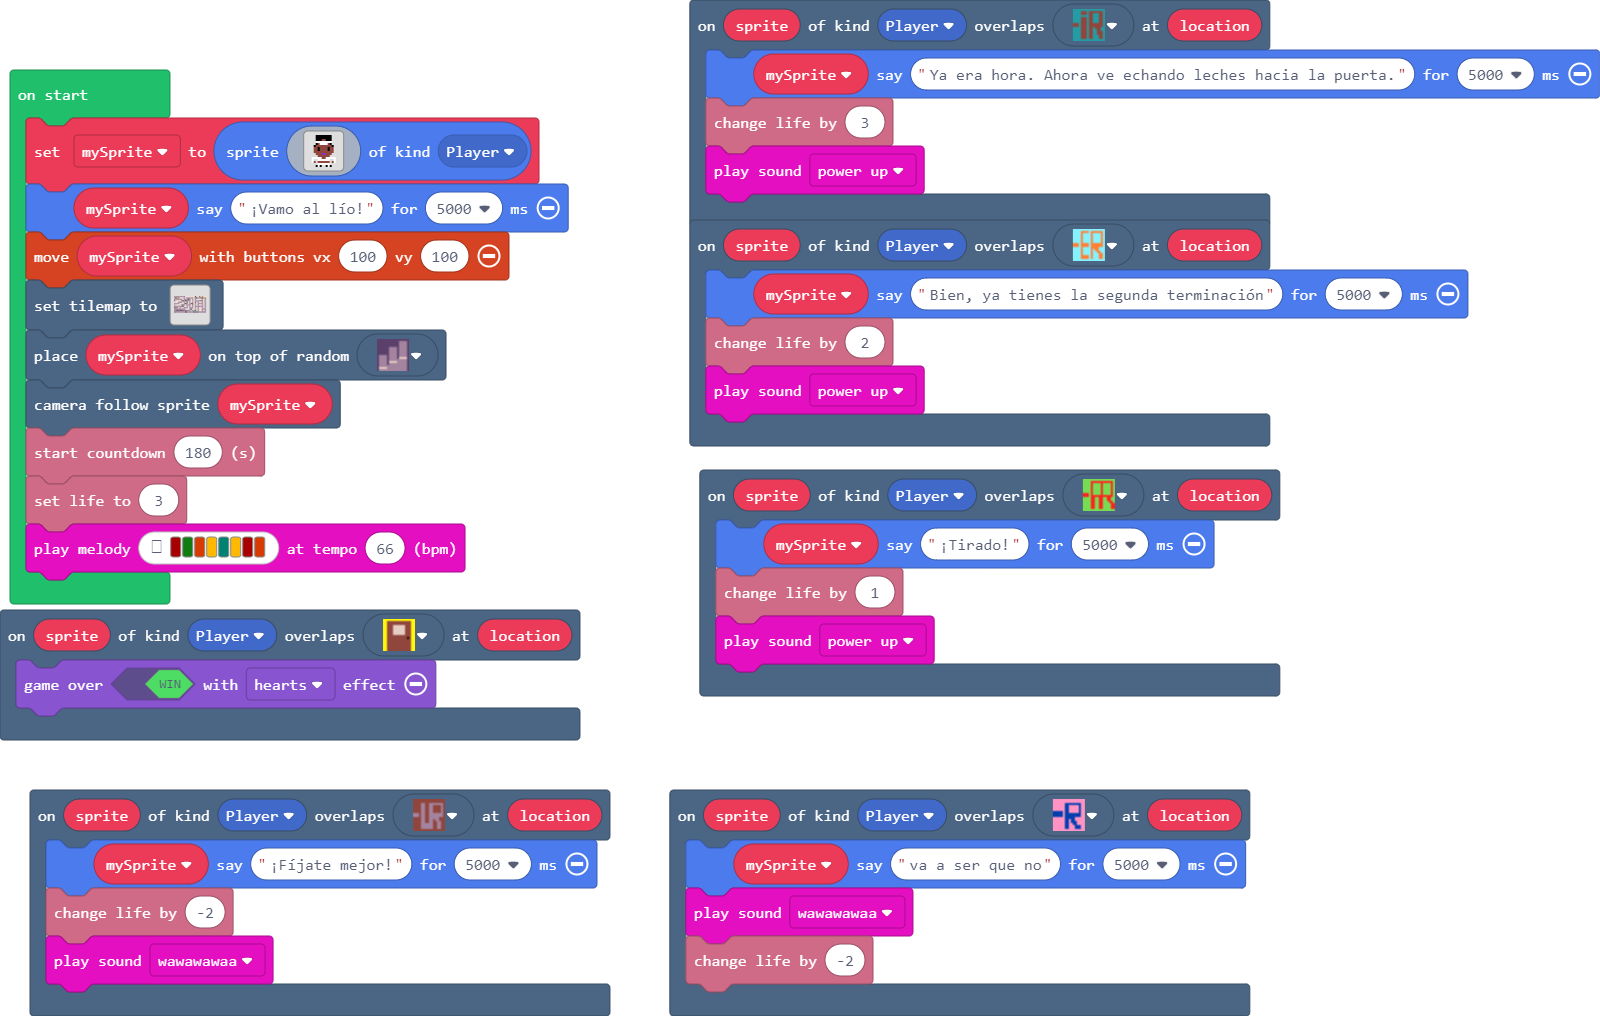 on start
set mySprite to sprite of kind Player
mySprite say "¡Vamo al lío!" for 5000 ms
move mySprite with buttons vx 100 vy 100
set tilemap to
place mySprite on top of random
camera follow sprite mySprite
start countdown 180 (s)
set life to 3
play melody at tempo 66 (bpm)
on sprite of kind Player overlaps at location
game over WIN with hearts effect
on sprite of kind Player overlaps -UR at location
mySprite say "¡Fíjate mejor!" for 5000 ms
change life by -2
play sound wawawawaa
on sprite of kind Player overlaps -iR at location
mySprite say "Ya era hora. Ahora ve echando leches hacia la puerta." for 5000 ms
change life by 3
play sound power up
on sprite of kind Player overlaps -ER at location
mySprite say "Bien, ya tienes la segunda terminación" for 5000 ms
change life by 2
play sound power up
on sprite of kind Player overlaps at location
mySprite say "¡Tirado!" for 5000 ms
change life by 1
play sound power up
on sprite of kind Player overlaps -R at location
mySprite say "va a ser que no" for 5000 ms
play sound wawawawaa
change life by -2